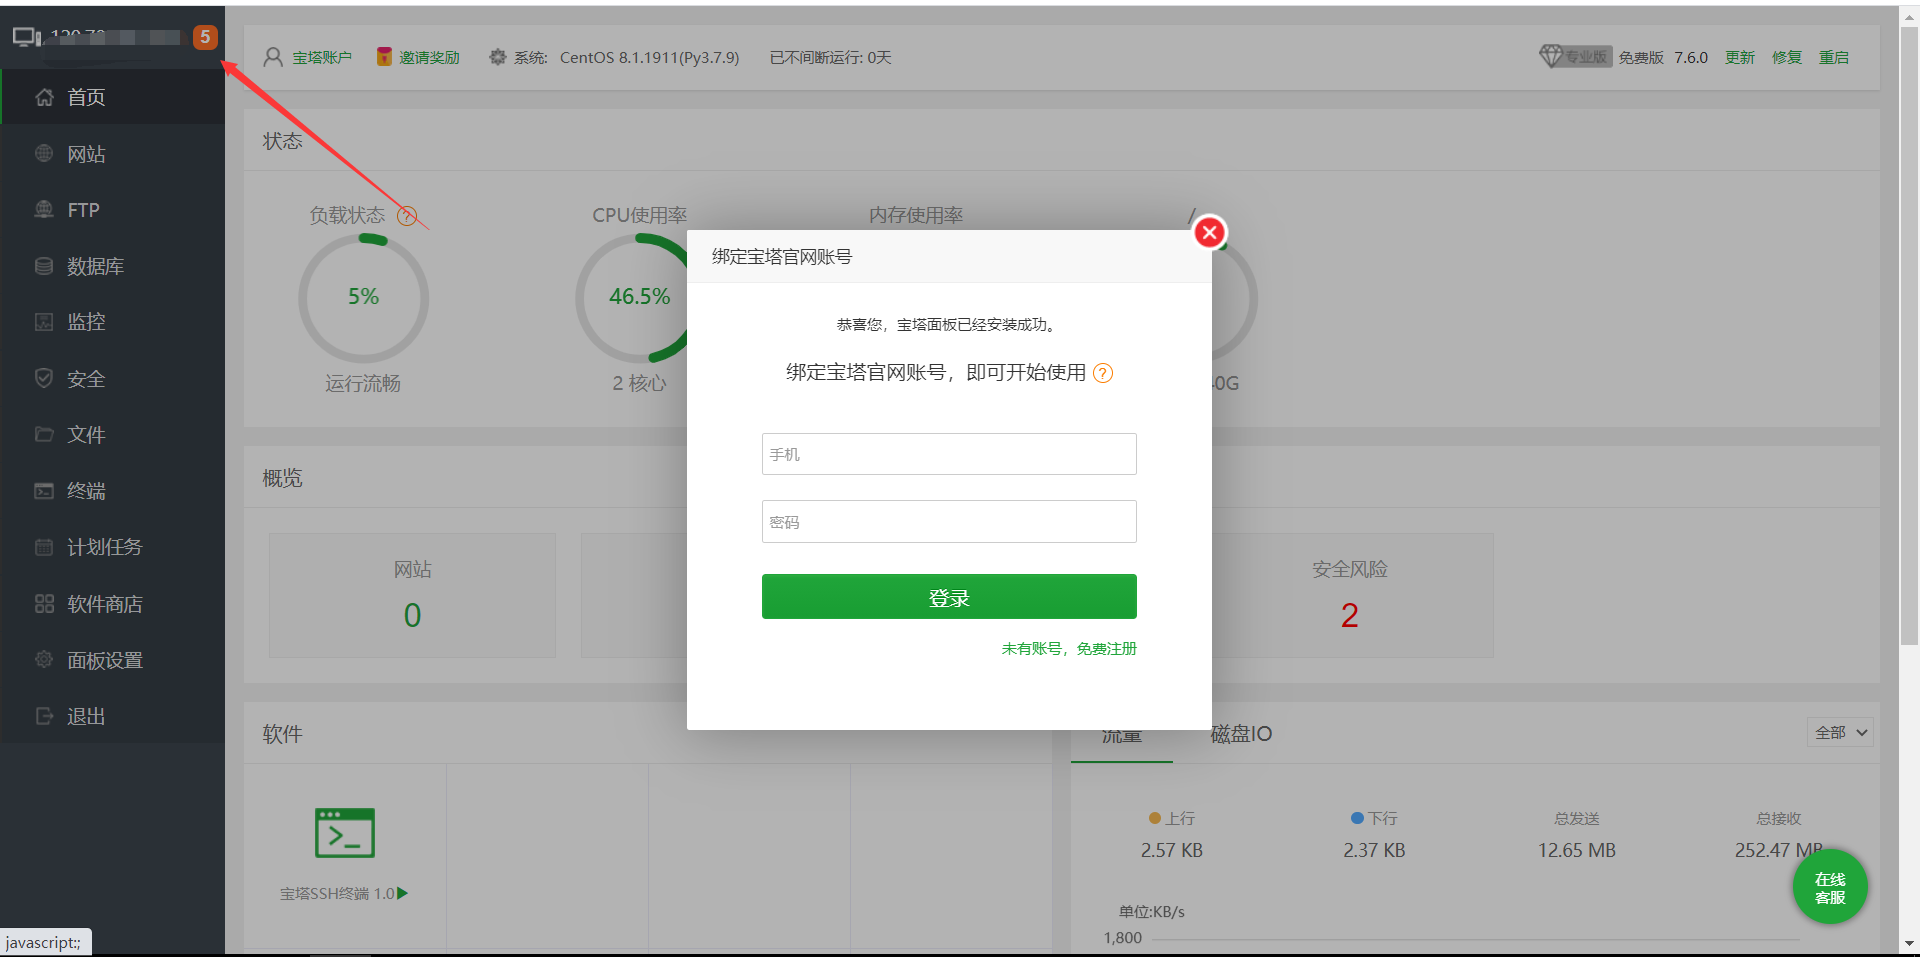 5
宝塔账户 邀请奖励 系统: CentOS 8.1.1911(Py3.7.9) 已不间断运行: 0天
专业版 免费版 7.6.0 更新 修复 重启
首页
网站
FTP
数据库
监控
安全
文件
终端
计划任务
软件商店
面板设置
退出
状态
负载状态 ? CPU使用率 内存使用率 /
5% 46.5%
运行流畅 2 核心 40G
绑定宝塔官网账号
恭喜您，宝塔面板已经安装成功。
绑定宝塔官网账号，即可开始使用 ?
手机
密码
登录
未有账号，免费注册
概览
网站
0
安全风险
2
软件
宝塔SSH终端 1.0
流量 磁盘IO 全部
上行 下行 总发送 总接收
2.57 KB 2.37 KB 12.65 MB 252.47 MB
单位:KB/s
1,800
在线
客服
javascript:;